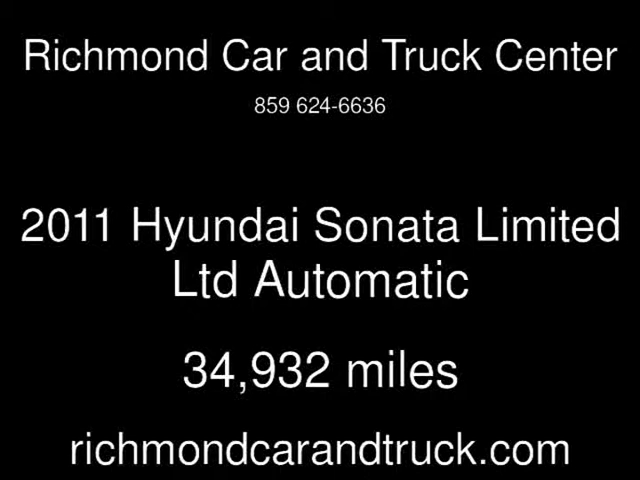 Richmond Car and Truck Center
859 624-6636
2011 Hyundai Sonata Limited
Ltd Automatic
34,932 miles
richmondcarandtruck.com